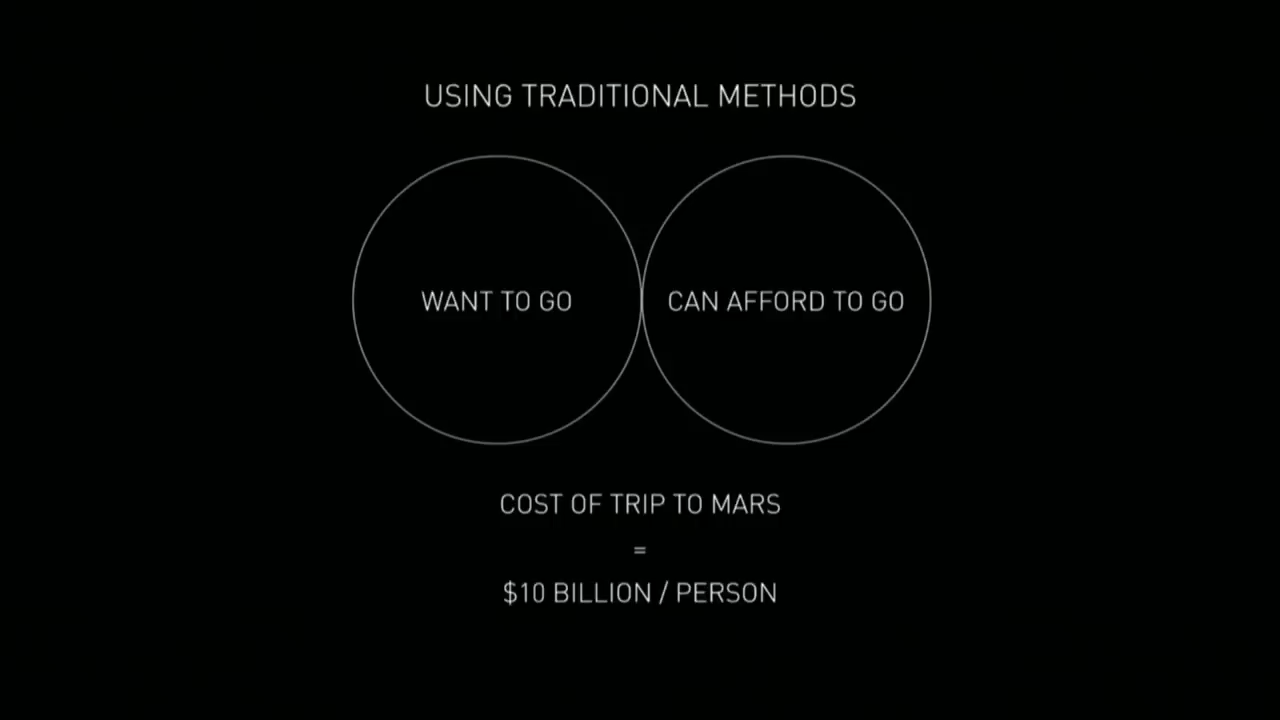 USING TRADITIONAL METHODS
WANT TO GO
CAN AFFORD TO GO
COST OF TRIP TO MARS
=
$10 BILLION / PERSON